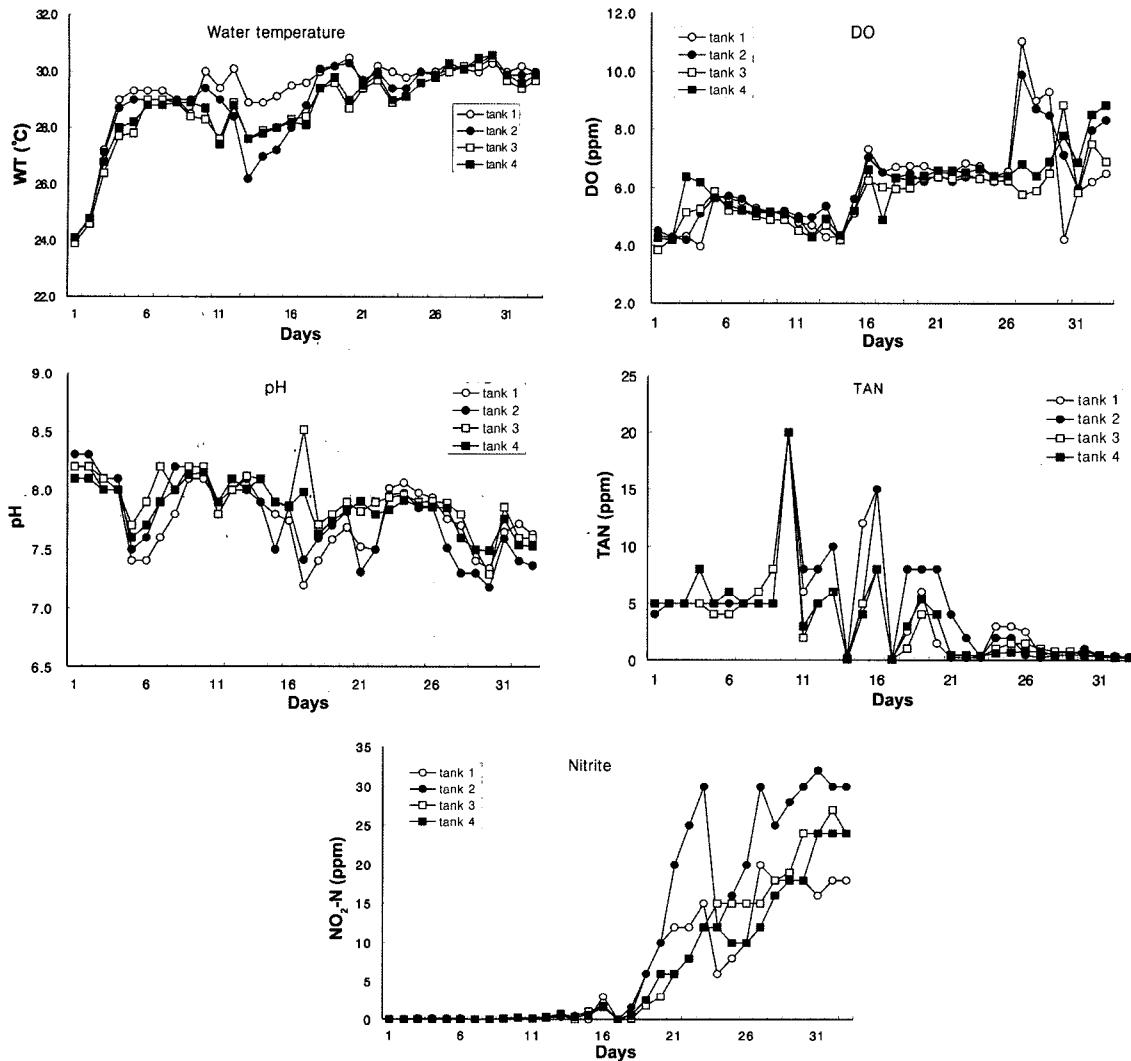 Water temperature
32.0
30.0
28.0
26.0
24.0
22.0
WT (°C)
tank 1
tank 2
tank 3
tank 4
1 6 11 16 21 26 31
Days
DO
12.0
10.0
8.0
6.0
4.0
2.0
DO (ppm)
tank 1
tank 2
tank 3
tank 4
1 6 11 16 21 26 31
Days
pH
9.0
8.5
8.0
7.5
7.0
6.5
pH
tank 1
tank 2
tank 3
tank 4
1 6 11 16 21 26 31
Days
TAN
25
20
15
10
5
0
TAN (ppm)
tank 1
tank 2
tank 3
tank 4
1 6 11 16 21 26 31
Days
Nitrite
35
30
25
20
15
10
5
0
NO₂-N (ppm)
tank 1
tank 2
tank 3
tank 4
1 6 11 16 21 26 31
Days